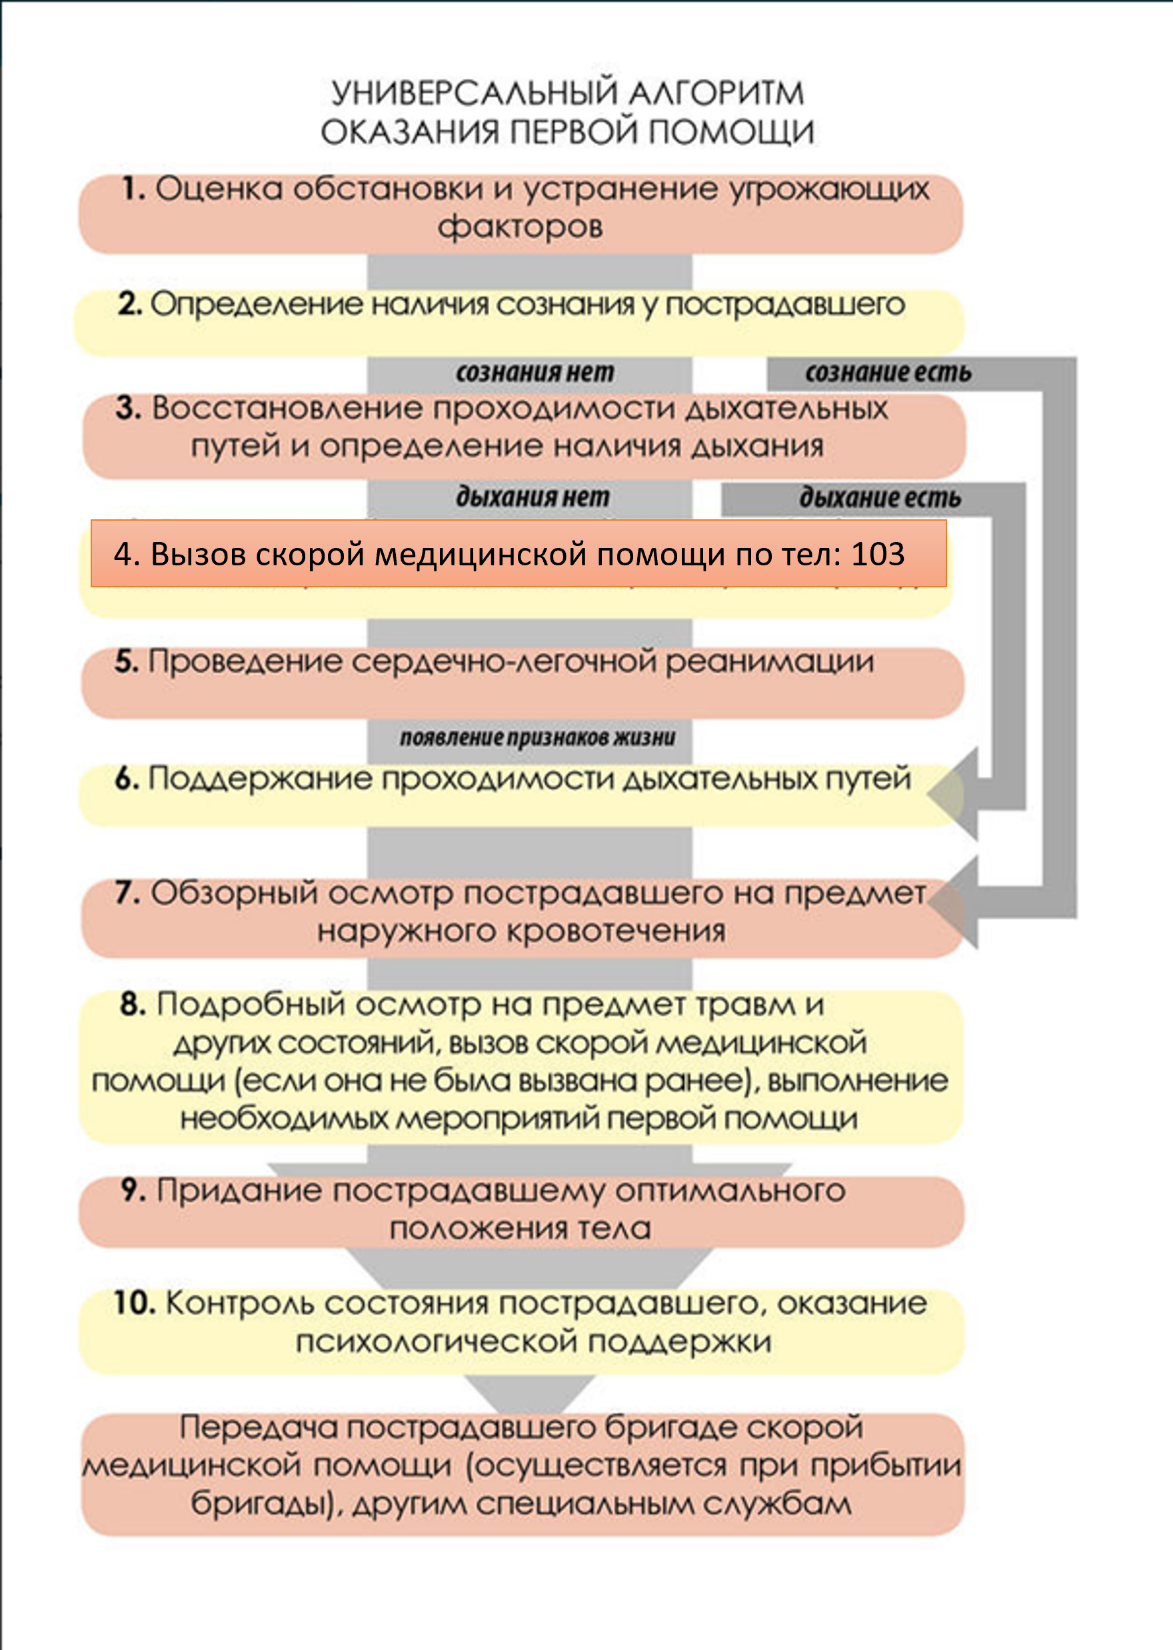 УНИВЕРСАЛЬНЫЙ АЛГОРИТМ
ОКАЗАНИЯ ПЕРВОЙ ПОМОЩИ
1. Оценка обстановки и устранение угрожающих
факторов
2. Определение наличия сознания у пострадавшего
сознания нет
сознание есть
3. Восстановление проходимости дыхательных
путей и определение наличия дыхания
дыхания нет
дыхание есть
4. Вызов скорой медицинской помощи по тел: 103
5. Проведение сердечно-легочной реанимации
появление признаков жизни
6. Поддержание проходимости дыхательных путей
7. Обзорный осмотр пострадавшего на предмет
наружного кровотечения
8. Подробный осмотр на предмет травм и
других состояний, вызов скорой медицинской
помощи (если она не была вызвана ранее), выполнение
необходимых мероприятий первой помощи
9. Придание пострадавшему оптимального
положения тела
10. Контроль состояния пострадавшего, оказание
психологической поддержки
Передача пострадавшего бригаде скорой
медицинской помощи (осуществляется при прибытии
бригады), другим специальным службам